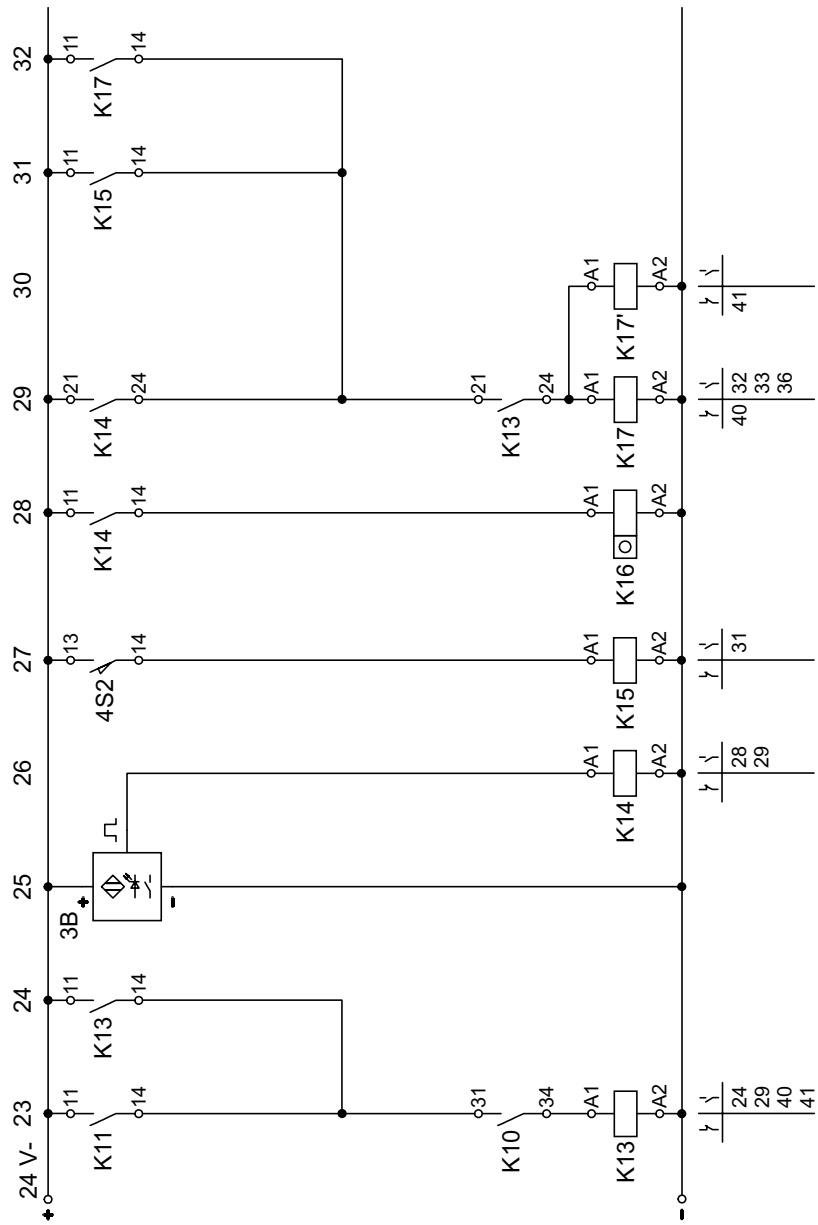 24 V- 23 24 25 26 27 28 29 30 31 32
+
11 11 13 11 21 11 11
K11 K13 3B + 4S2 K14 K14 K15 K17
14 14 14 14 24 14 14
-
31 21
K10 K13
34 24
A1 A1 A1 A1 A1 A1
K13 K14 K15 K16 K17 K17'
A2 A2 A2 A2 A2 A2
-
24 28 31 40 32 41
29 29 33
40 36
41